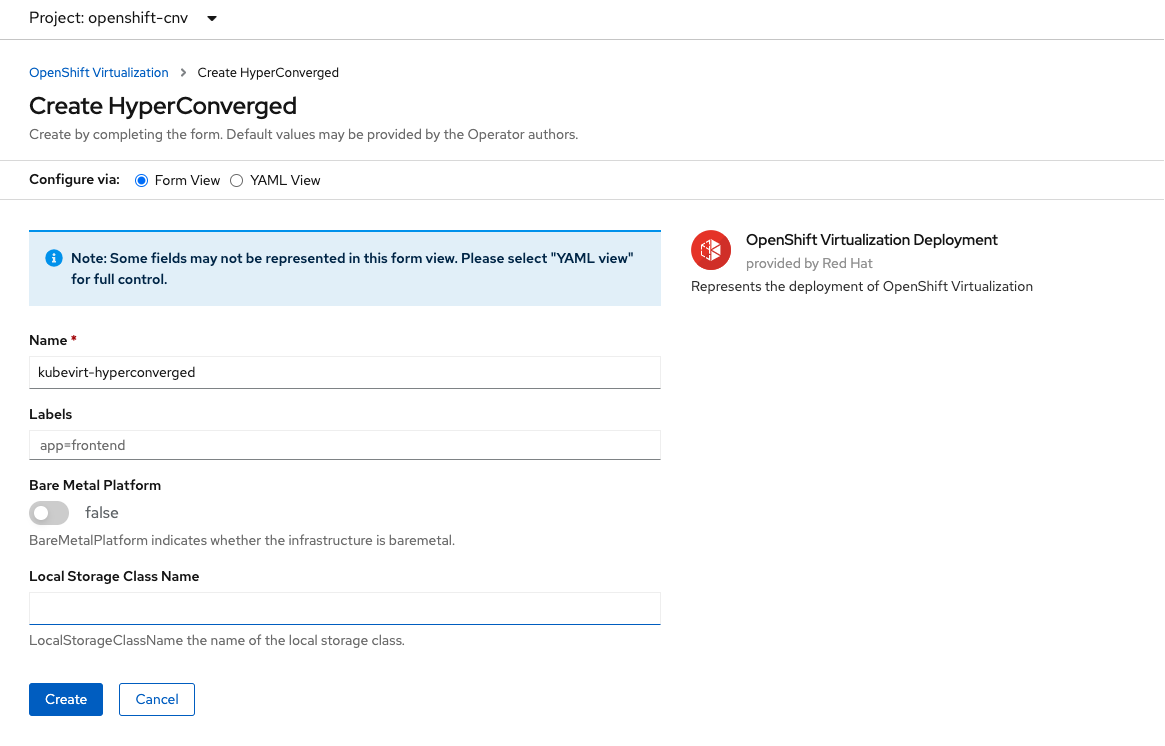 Project: openshift-cnv
OpenShift Virtualization > Create HyperConverged
Create HyperConverged
Create by completing the form. Default values may be provided by the Operator authors.
Configure via: Form View YAML View
Note: Some fields may not be represented in this form view. Please select "YAML view"
for full control.
Name *
kubevirt-hyperconverged
Labels
app=frontend
Bare Metal Platform
false
BareMetalPlatform indicates whether the infrastructure is baremetal.
Local Storage Class Name
LocalStorageClassName the name of the local storage class.
Create Cancel
OpenShift Virtualization Deployment
provided by Red Hat
Represents the deployment of OpenShift Virtualization